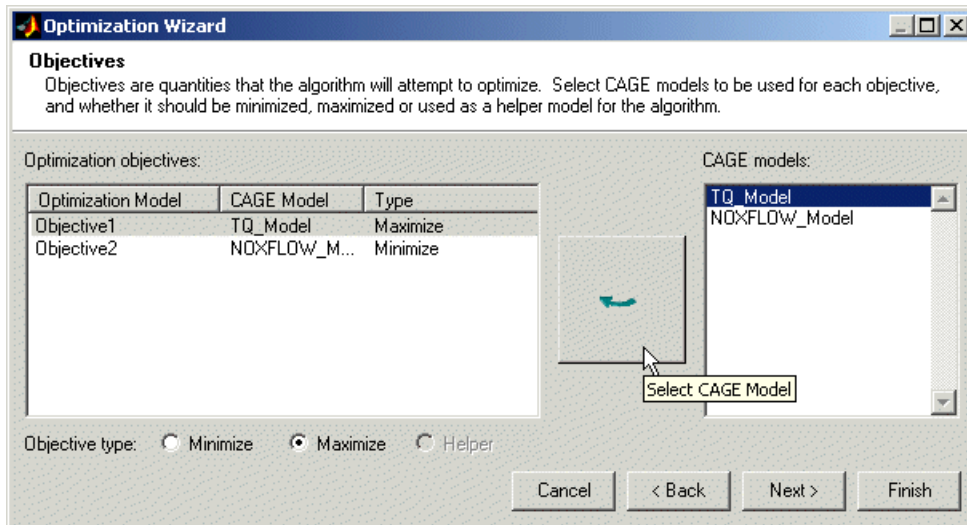 Optimization Wizard
Objectives
Objectives are quantities that the algorithm will attempt to optimize. Select CAGE models to be used for each objective,
and whether it should be minimized, maximized or used as a helper model for the algorithm.
Optimization objectives:
Optimization Model CAGE Model Type
Objective1 TQ_Model Maximize
Objective2 NOXFLOW_M... Minimize
CAGE models:
TQ_Model
NOXFLOW_Model
Select CAGE Model
Objective type: Minimize Maximize Helper
Cancel < Back Next > Finish